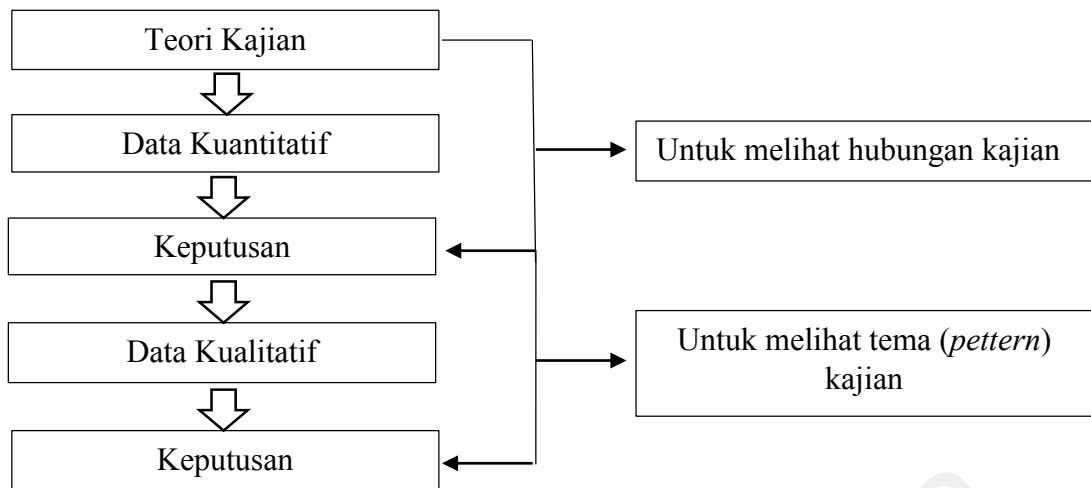 Teori Kajian
Data Kuantitatif
Untuk melihat hubungan kajian
Keputusan
Data Kualitatif
Untuk melihat tema (pettern)
kajian
Keputusan